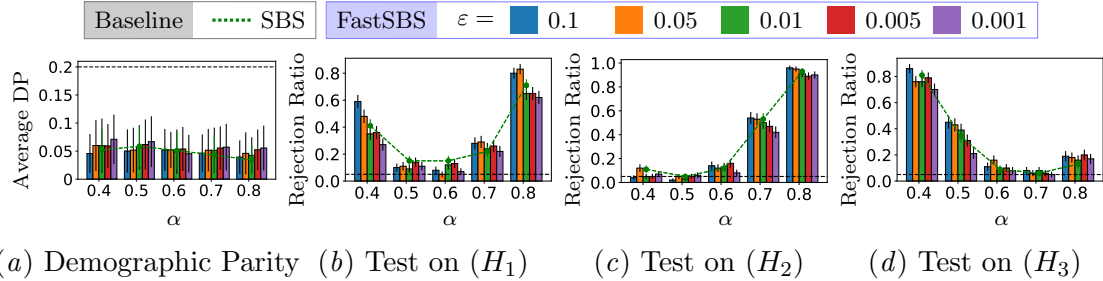 Baseline SBS FastSBS ε = 0.1 0.05 0.01 0.005 0.001
Average DP
0.2
0.15
0.1
0.05
0
0.4 0.5 0.6 0.7 0.8
α
Rejection Ratio
0.8
0.6
0.4
0.2
0.0
0.4 0.5 0.6 0.7 0.8
α
Rejection Ratio
1.0
0.8
0.6
0.4
0.2
0.0
0.4 0.5 0.6 0.7 0.8
α
Rejection Ratio
0.8
0.6
0.4
0.2
0.0
0.4 0.5 0.6 0.7 0.8
α
(a) Demographic Parity (b) Test on (H1) (c) Test on (H2) (d) Test on (H3)